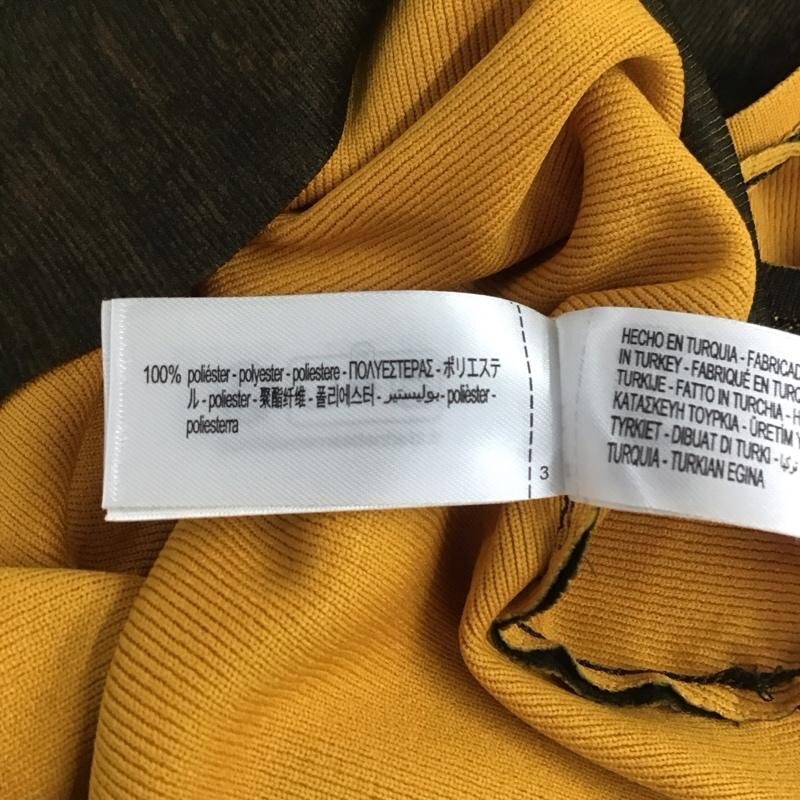 100% poliéster - polyester - poliestere - ΠΟΛΥΕΣΤΕΡΑΣ - ポリエステ
ル - poliester - 聚酯纤维 - 폴리에스터 - بوليستير - polièster -
poliesterra
3
HECHO EN TURQUIA - FABRICAD
IN TURKEY - FABRIQUÉ EN TURQ
TURKIJE - FATTO IN TURCHIA - H
ΚΑΤΑΣΚΕΥΗ ΤΟΥΡΚΙΑ - ÜRETİM Y
TYRKIET - DIBUAT DI TURKI - تركيا
TURQUIA - TURKIAN EGINA